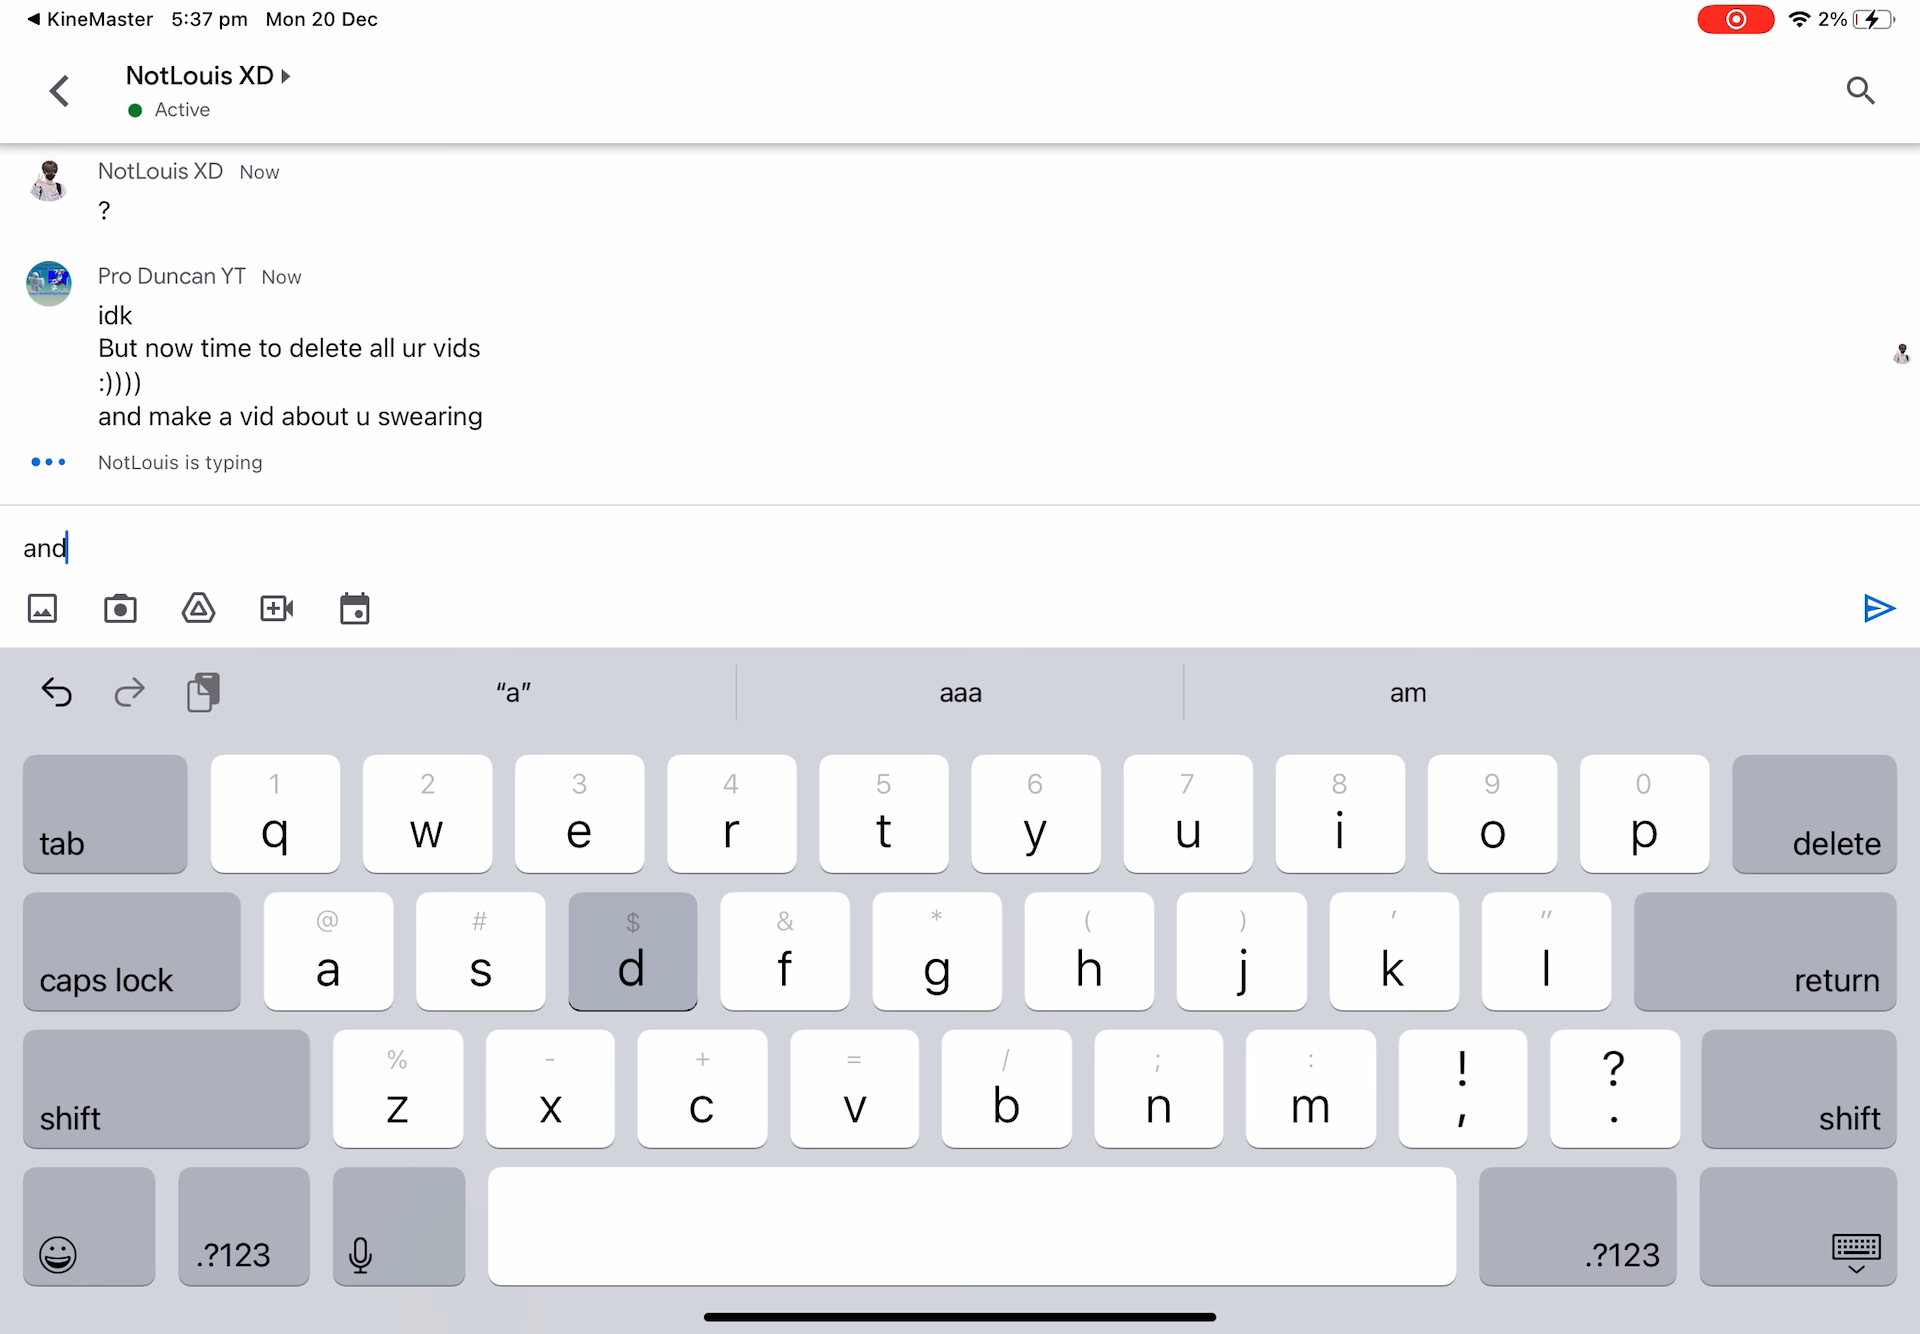 ◀ KineMaster 5:37 pm Mon 20 Dec 2%
NotLouis XD
Active
NotLouis XD Now
?
Pro Duncan YT Now
idk
But now time to delete all ur vids
:))))
and make a vid about u swearing
NotLouis is typing
and
“a” aaa am
tab 1 q 2 w 3 e 4 r 5 t 6 y 7 u 8 i 9 o 0 p delete
caps lock @ a # s $ d & f * g ( h ) j ' k " l return
shift % z - x + c = v / b ; n : m ! , ? . shift
.?123 .?123